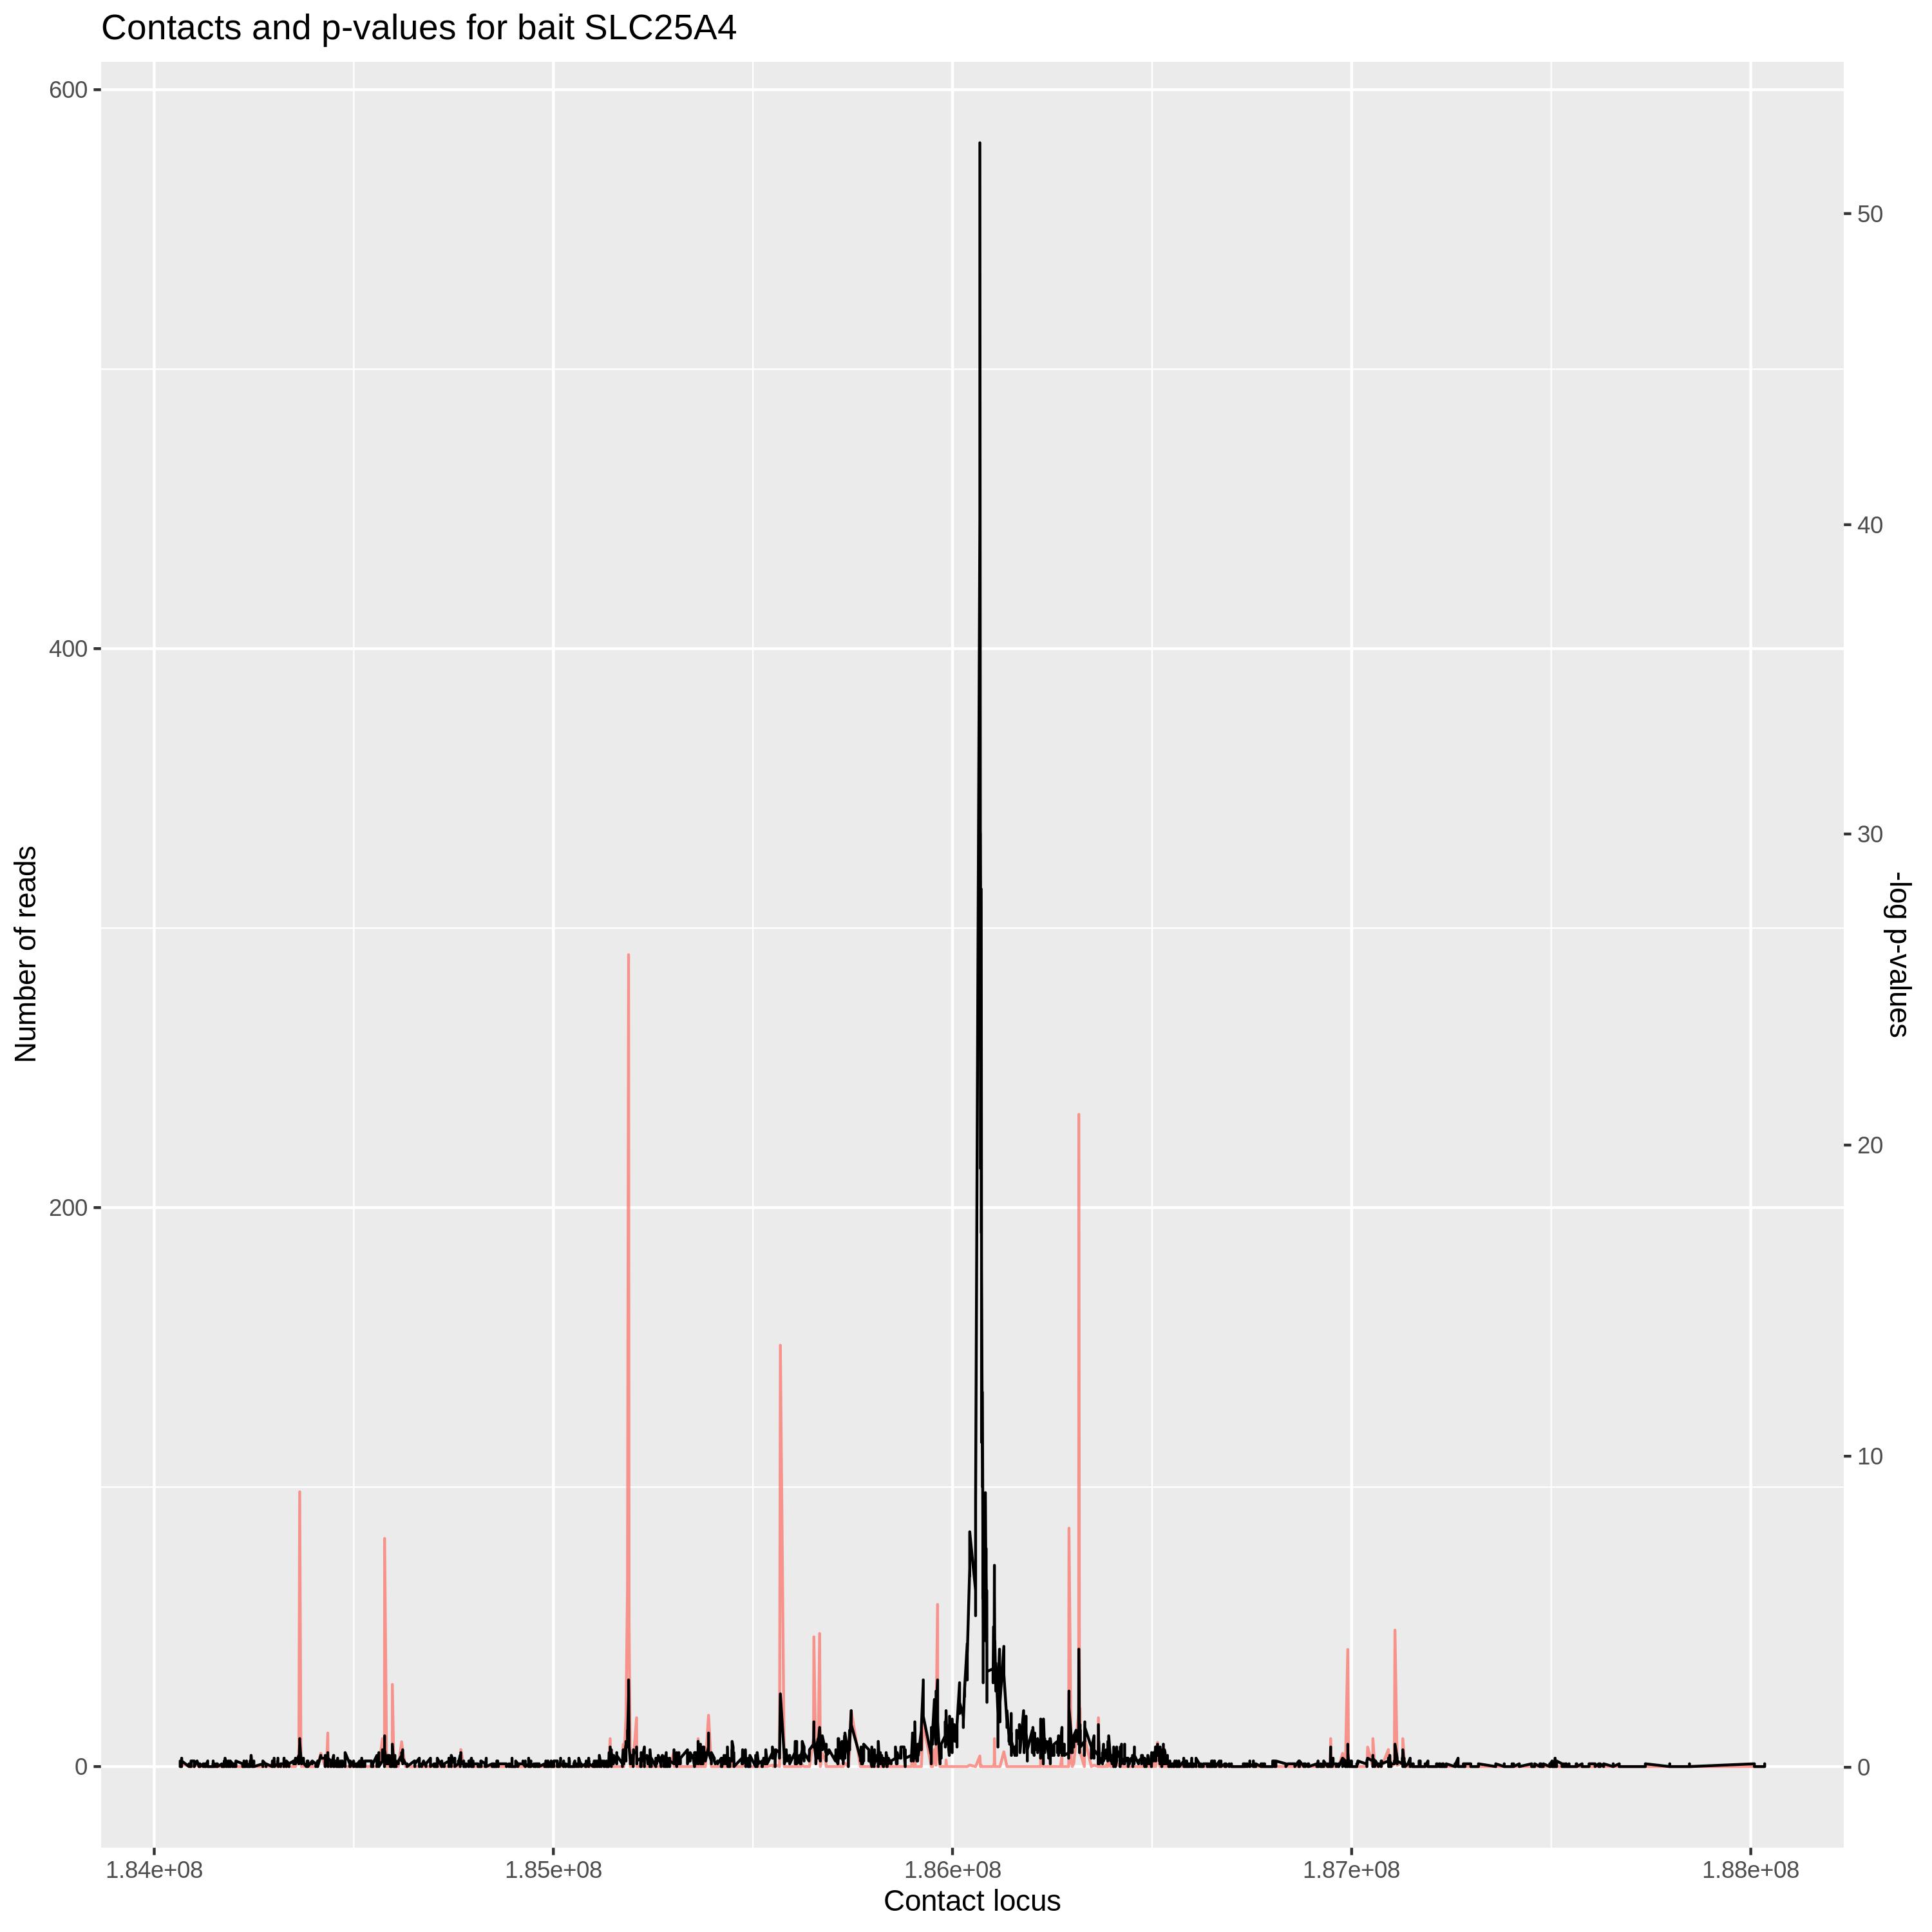 Contacts and p-values for bait SLC25A4
600
400
200
0
Number of reads
50
40
30
20
10
0
-log p-values
1.84e+08
1.85e+08
1.86e+08
1.87e+08
1.88e+08
Contact locus